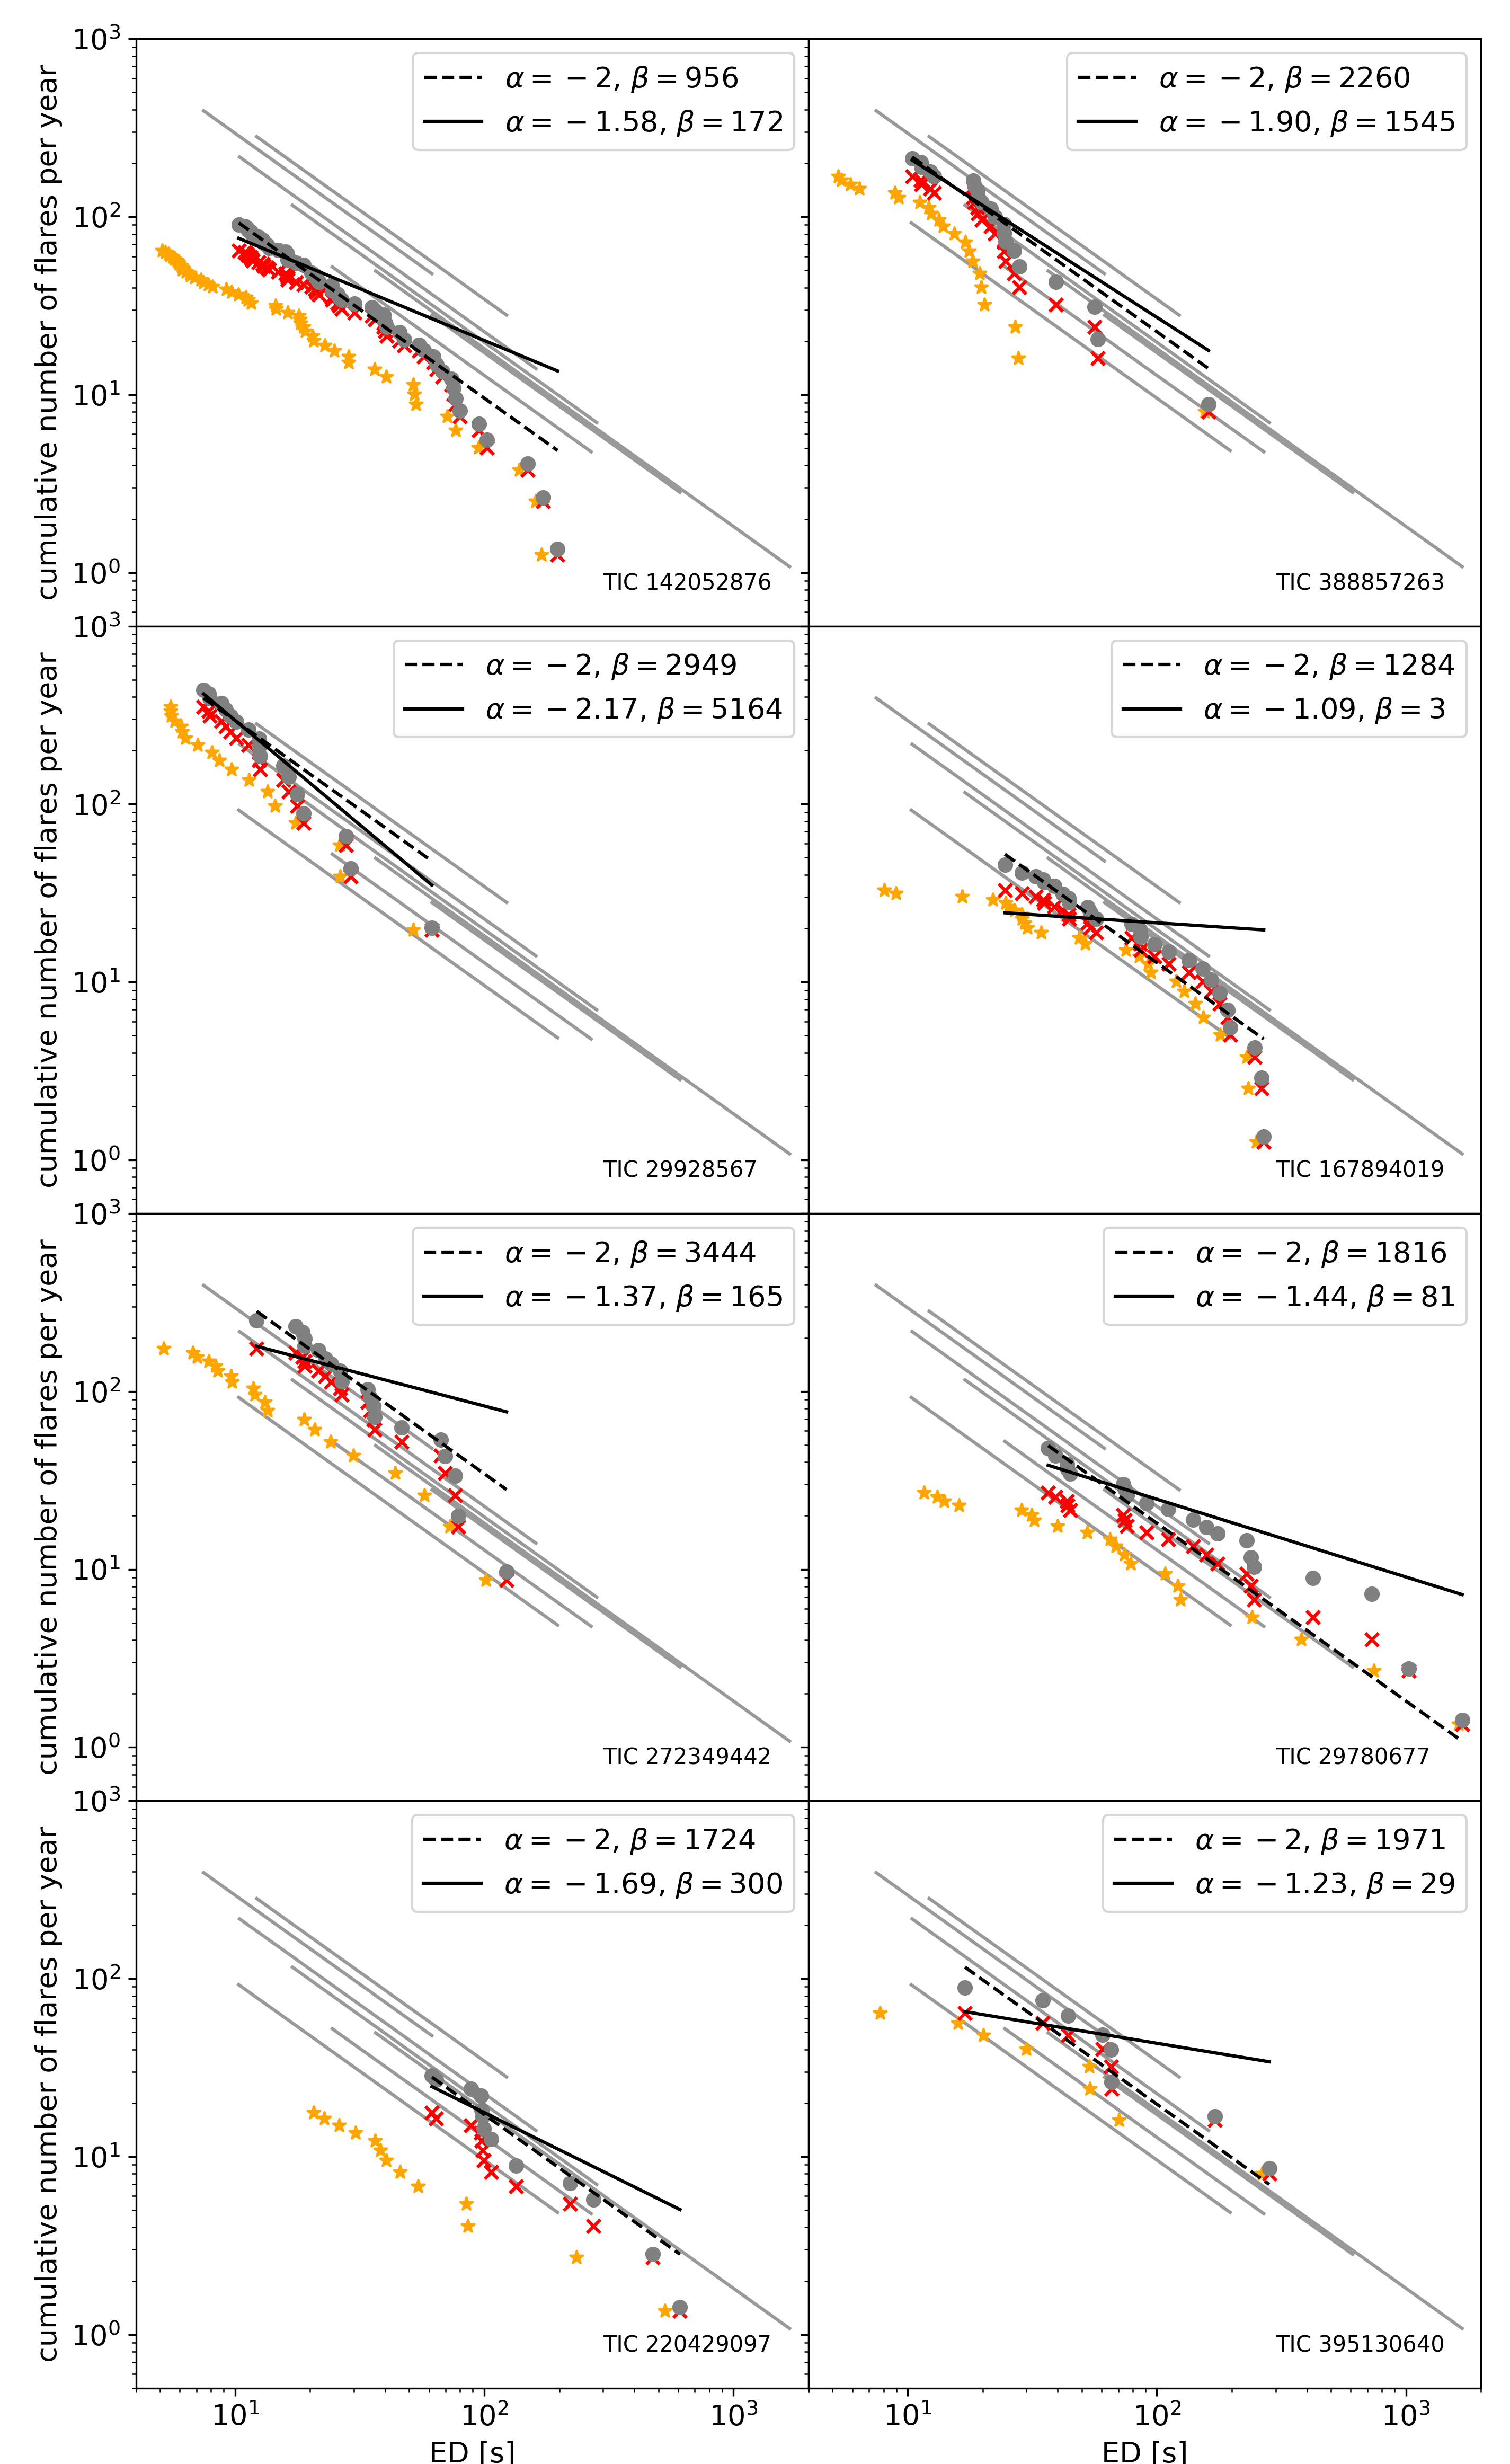 cumulative number of flares per year
10³
10²
10¹
10⁰
α = −2, β = 956
α = −1.58, β = 172
TIC 142052876
α = −2, β = 2260
α = −1.90, β = 1545
TIC 388857263
cumulative number of flares per year
10³
10²
10¹
10⁰
α = −2, β = 2949
α = −2.17, β = 5164
TIC 29928567
α = −2, β = 1284
α = −1.09, β = 3
TIC 167894019
cumulative number of flares per year
10³
10²
10¹
10⁰
α = −2, β = 3444
α = −1.37, β = 165
TIC 272349442
α = −2, β = 1816
α = −1.44, β = 81
TIC 29780677
cumulative number of flares per year
10³
10²
10¹
10⁰
α = −2, β = 1724
α = −1.69, β = 300
TIC 220429097
α = −2, β = 1971
α = −1.23, β = 29
TIC 395130640
10¹ 10² 10³ 10¹ 10² 10³
ED [s] ED [s]